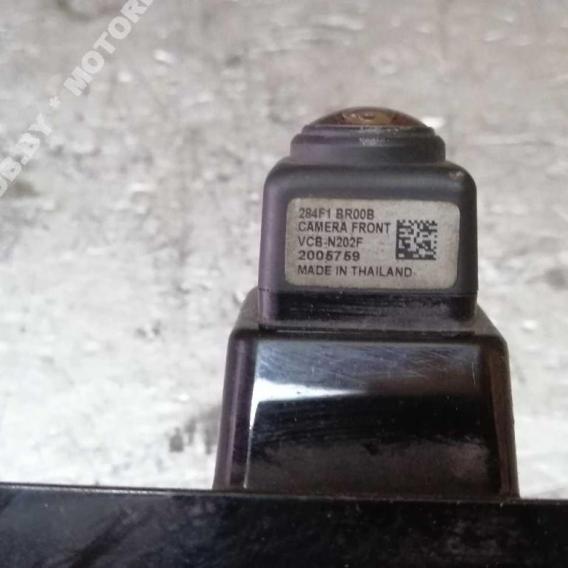 284F1 BR00B
CAMERA FRONT
VCB-N202F
2005759
MADE IN THAILAND